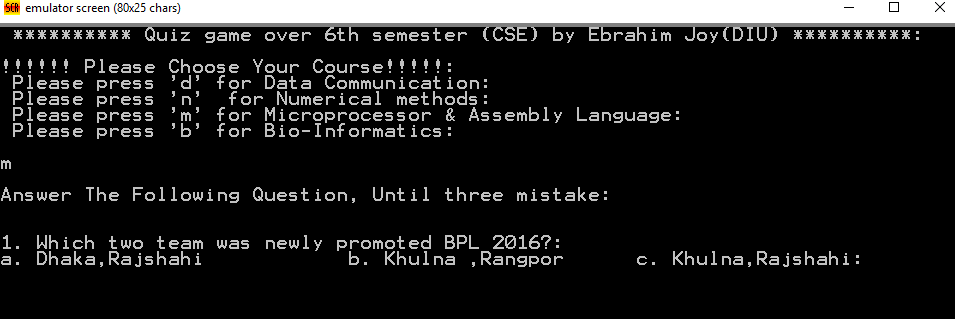 emulator screen (80x25 chars)
********** Quiz game over 6th semester (CSE) by Ebrahim Joy(DIU) **********:
!!!!!! Please Choose Your Course!!!!!:
Please press 'd' for Data Communication:
Please press 'n'  for Numerical methods:
Please press 'm' for Microprocessor & Assembly Language:
Please press 'b' for Bio-Informatics:
m
Answer The Following Question, Until three mistake:
1. Which two team was newly promoted BPL 2016?:
a. Dhaka,Rajshahi            b. Khulna ,Rangpor      c. Khulna,Rajshahi: